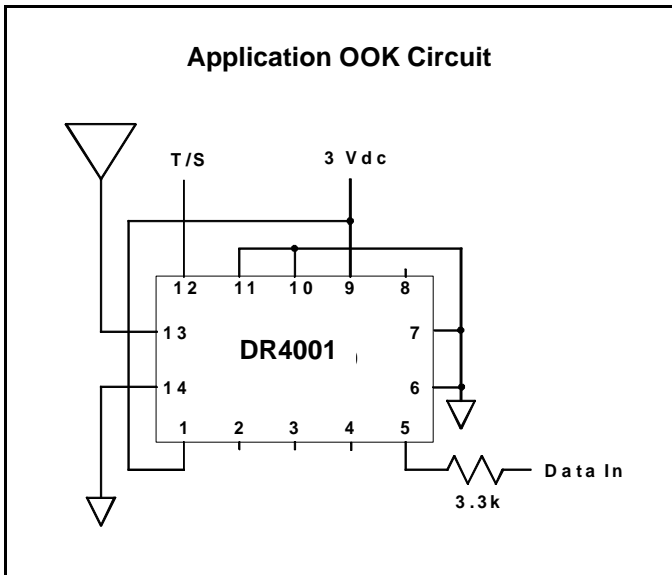 Application OOK Circuit
T/S 3 Vdc
12 11 10 9 8
13 7
DR4001
14 6
1 2 3 4 5
Data In
3.3k